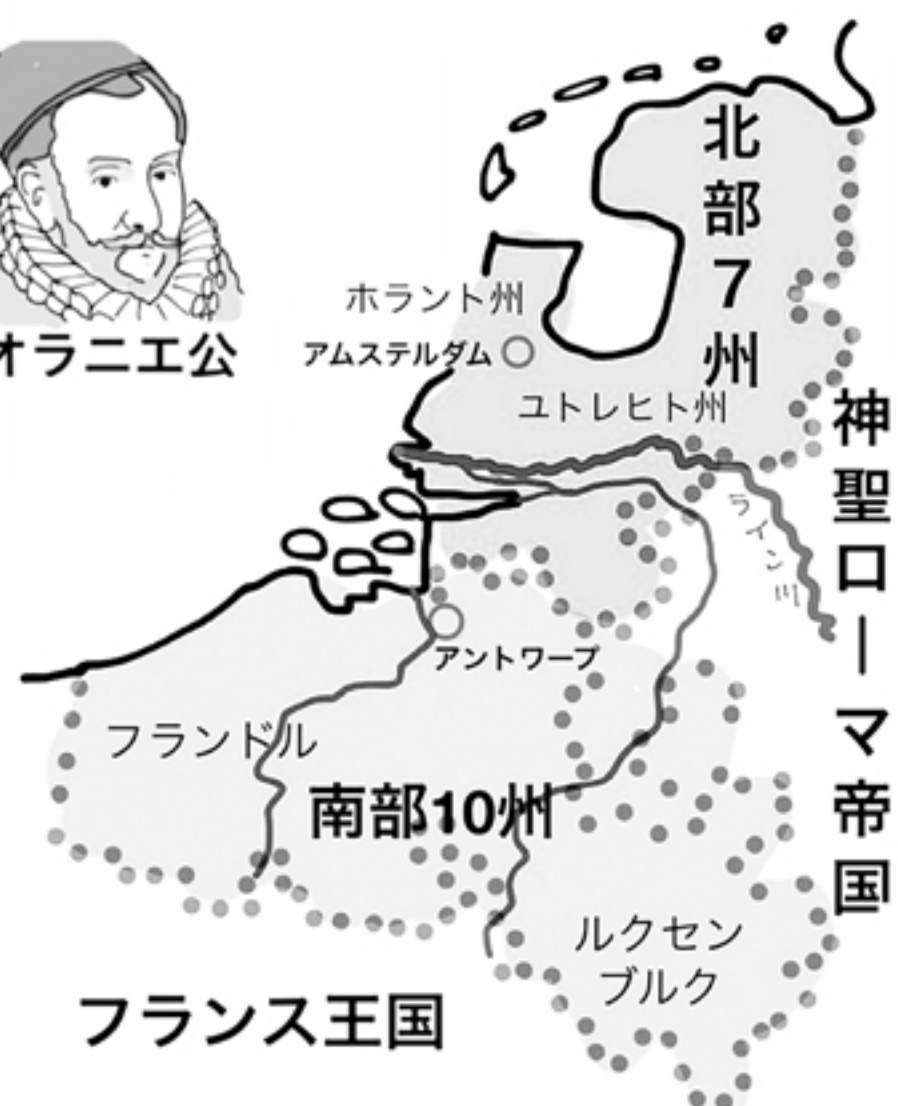 北部7州
ホラント州
オラニエ公
アムステルダム
ユトレヒト州
神聖ローマ帝国
ライン川
アントワープ
フランドル
南部10州
ルクセン
ブルク
フランス王国